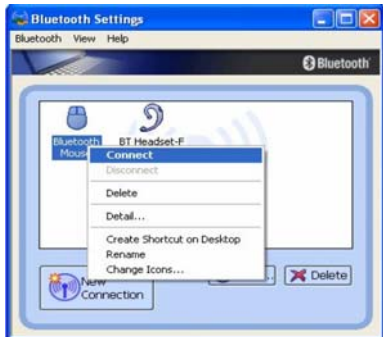 Bluetooth Settings
Bluetooth View Help
Bluetooth
Bluetooth Mouse
BT Headset-F
Connect
Disconnect
Delete
Detail...
Create Shortcut on Desktop
Rename
Change Icons...
New
Connection
Delete